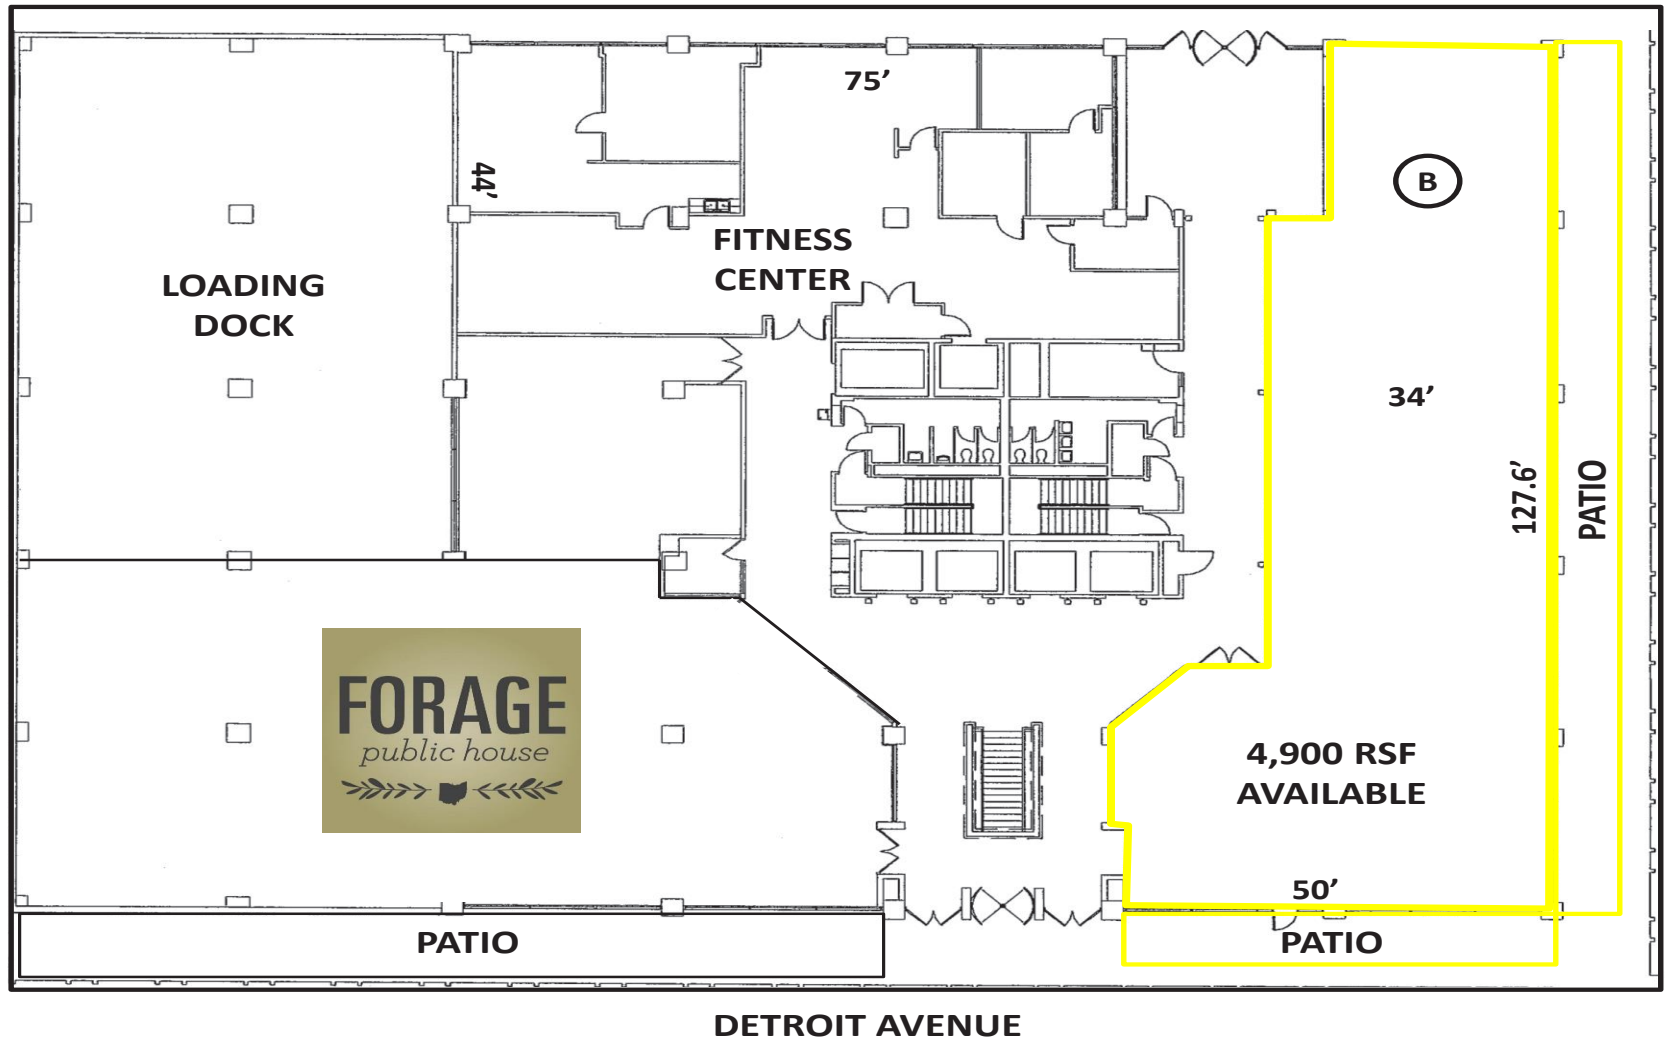 75’
44’
B
FITNESS
CENTER
LOADING
DOCK
34’
127.6’
PATIO
FORAGE
public house
4,900 RSF
AVAILABLE
50’
PATIO
PATIO
DETROIT AVENUE